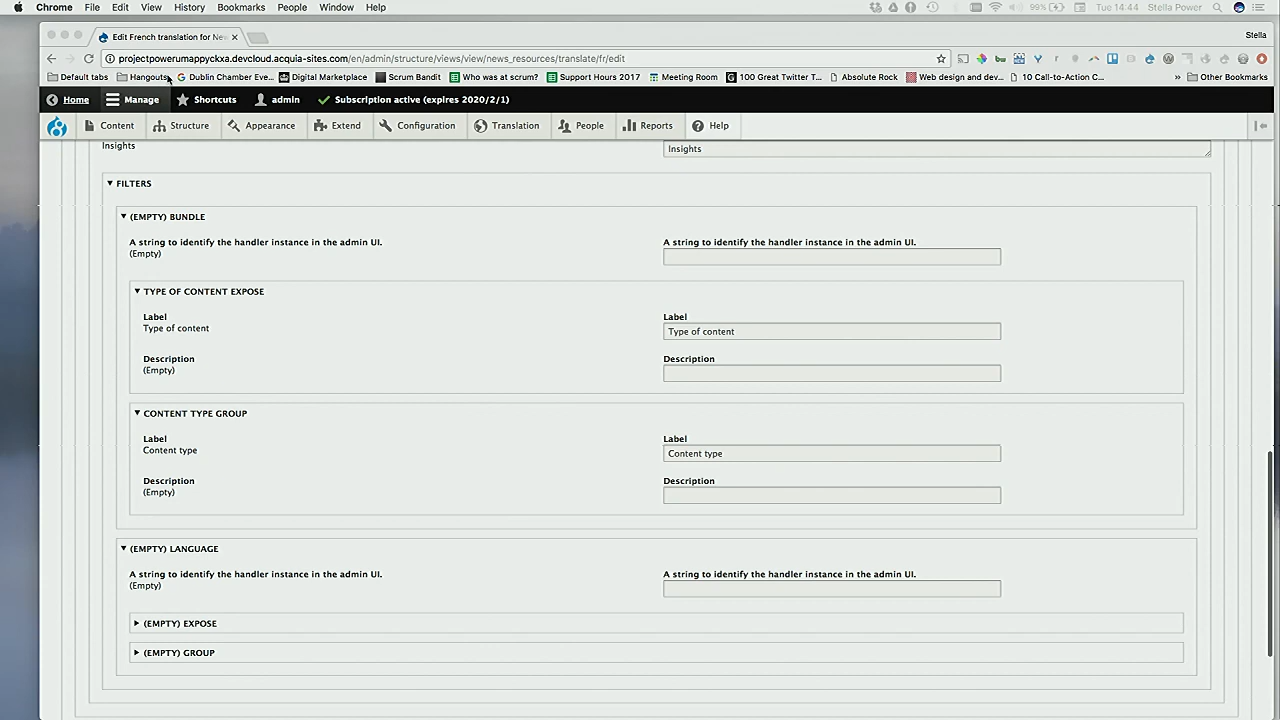 Chrome File Edit View History Bookmarks People Window Help 99% Tue 14:44 Stella Power
Edit French translation for Nev Stella
projectpowerumappyckxa.devcloud.acquia-sites.com/en/admin/structure/views/view/news_resources/translate/fr/edit
Default tabs Hangouts Dublin Chamber Eve... Digital Marketplace Scrum Bandit Who was at scrum? Support Hours 2017 Meeting Room 100 Great Twitter T... Absolute Rock Web design and dev... 10 Call-to-Action C... » Other Bookmarks
Home Manage Shortcuts admin Subscription active (expires 2020/2/1)
Content Structure Appearance Extend Configuration Translation People Reports Help
Insights Insights
FILTERS
(EMPTY) BUNDLE
A string to identify the handler instance in the admin UI. A string to identify the handler instance in the admin UI.
(Empty)
TYPE OF CONTENT EXPOSE
Label Label
Type of content Type of content
Description Description
(Empty)
CONTENT TYPE GROUP
Label Label
Content type Content type
Description Description
(Empty)
(EMPTY) LANGUAGE
A string to identify the handler instance in the admin UI. A string to identify the handler instance in the admin UI.
(Empty)
(EMPTY) EXPOSE
(EMPTY) GROUP